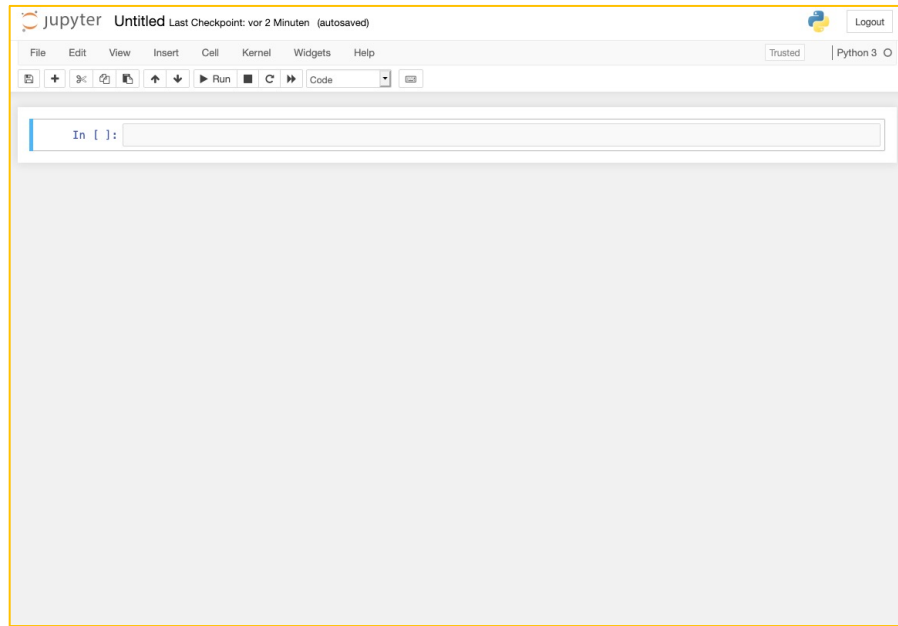 jupyter Untitled Last Checkpoint: vor 2 Minuten (autosaved) Logout
File Edit View Insert Cell Kernel Widgets Help Trusted Python 3
Run Code
In [ ]: